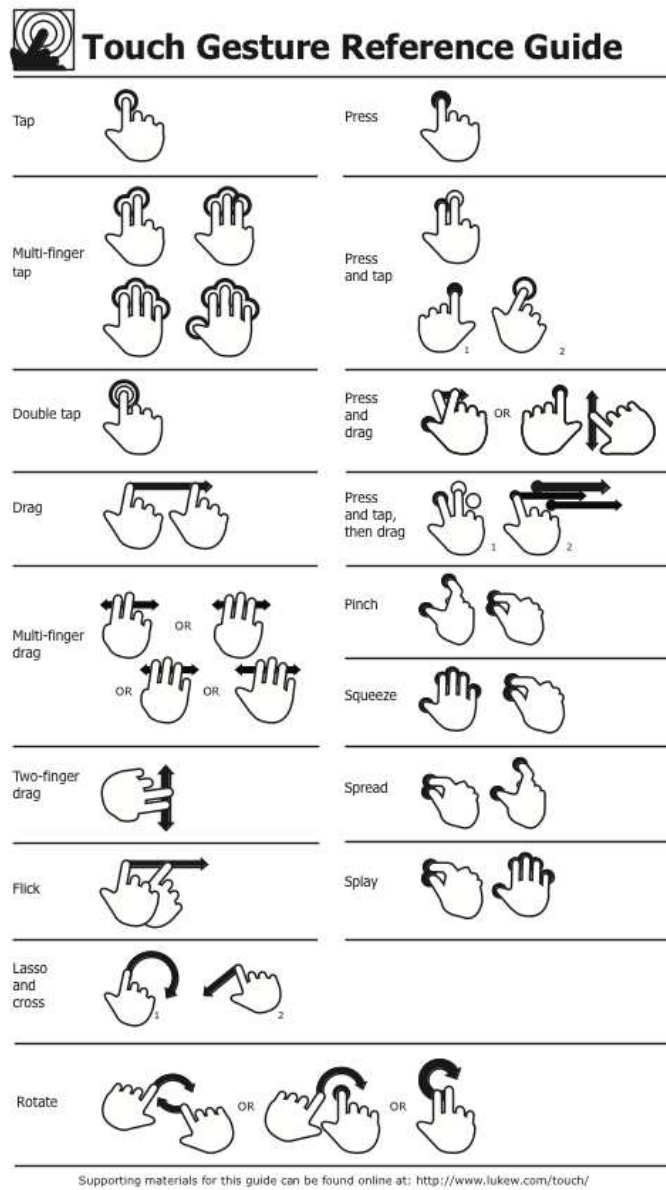 Touch Gesture Reference Guide
Tap
Press
Multi-finger
tap
Press
and tap
1
2
Double tap
Press
and
drag
OR
Drag
Press
and tap,
then drag
1
2
Multi-finger
drag
OR
OR
OR
Pinch
Squeeze
Two-finger
drag
Spread
Flick
Splay
Lasso
and
cross
1
2
Rotate
OR
OR
Supporting materials for this guide can be found online at: http://www.lukew.com/touch/